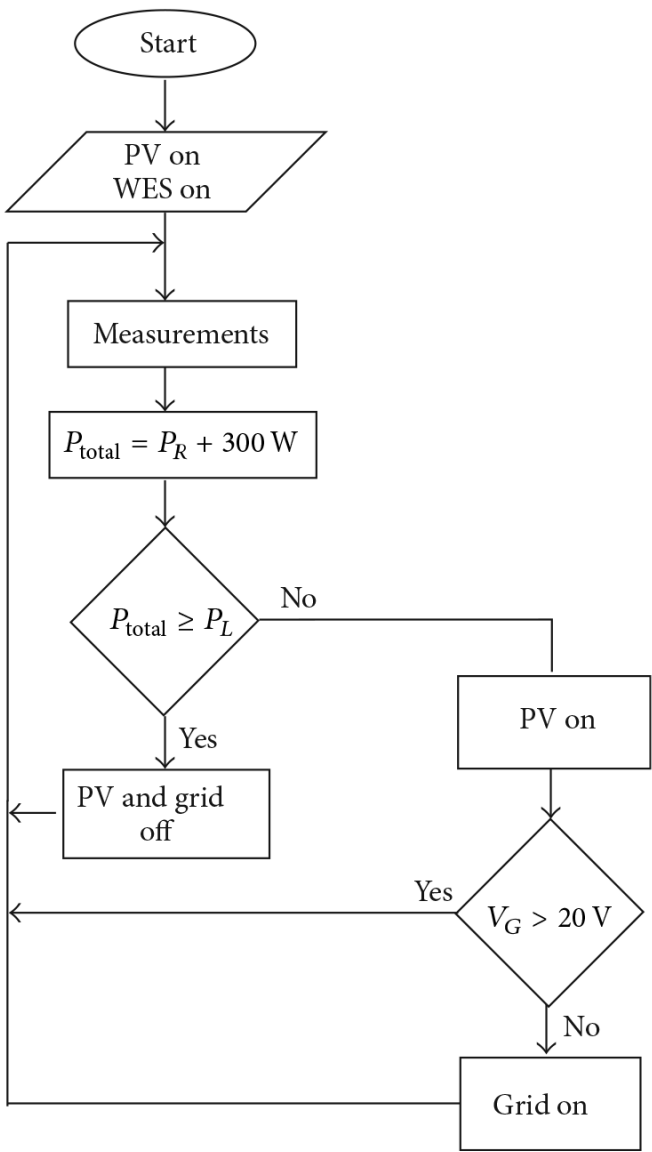 Start
PV on
WES on
Measurements
P_total = P_R + 300 W
P_total ≥ P_L
No
PV on
Yes
PV and grid
off
Yes
V_G > 20 V
No
Grid on